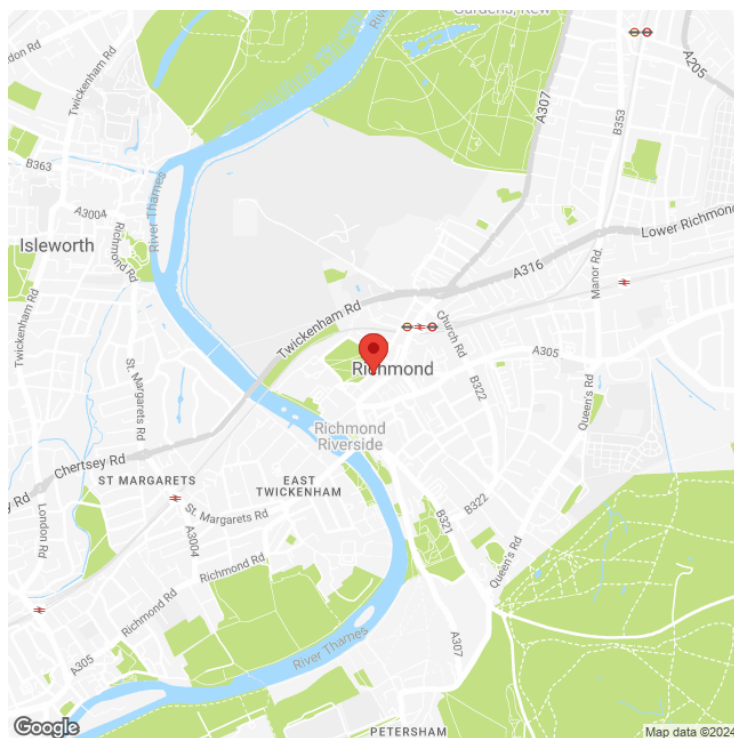 Gardens, Kew
River
London Rd
Twickenham Rd
A205
A307
B353
B363
River Thames
A3004
Richmond Rd
Isleworth
Lower Richmond
A316
Manor Rd.
Twickenham Rd
Church Rd
Twickenham Rd
A305
Richmond
B322
St. Margarets Rd
Queen's Rd
Richmond
Riverside
Chertsey Rd
ST MARGARETS
EAST
TWICKENHAM
Rd
London Rd
St. Margarets Rd
B322
B321
A3004
Queen's Rd
Richmond Rd
Richmond Rd
River Thames
A307
A305
Google
PETERSHAM
Map data ©2024